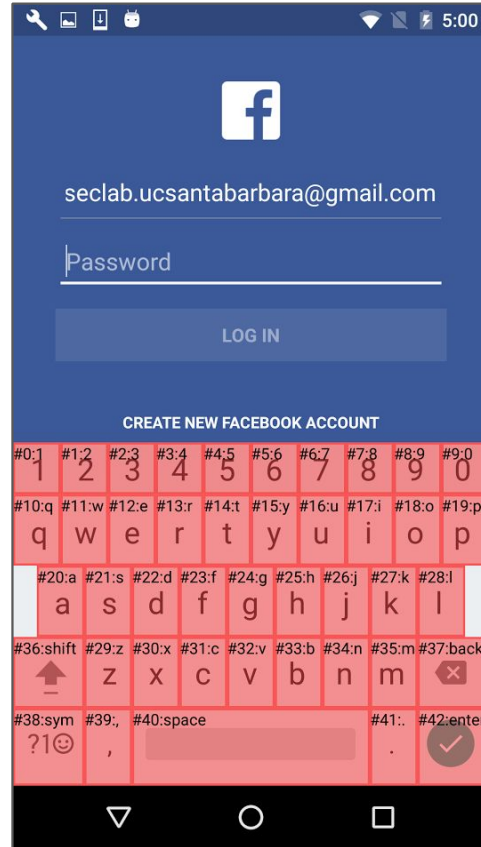 5:00
f
seclab.ucsantabarbara@gmail.com
Password
LOG IN
CREATE NEW FACEBOOK ACCOUNT
#0:1 #1:2 #2:3 #3:4 #4:5 #5:6 #6:7 #7:8 #8:9 #9:0
1 2 3 4 5 6 7 8 9 0
#10:q #11:w #12:e #13:r #14:t #15:y #16:u #17:i #18:o #19:p
q w e r t y u i o p
#20:a #21:s #22:d #23:f #24:g #25:h #26:j #27:k #28:l
a s d f g h j k l
#36:shift #29:z #30:x #31:c #32:v #33:b #34:n #35:m #37:back
z x c v b n m
#38:sym #39:, #40:space #41:. #42:ente
?1☺ , .